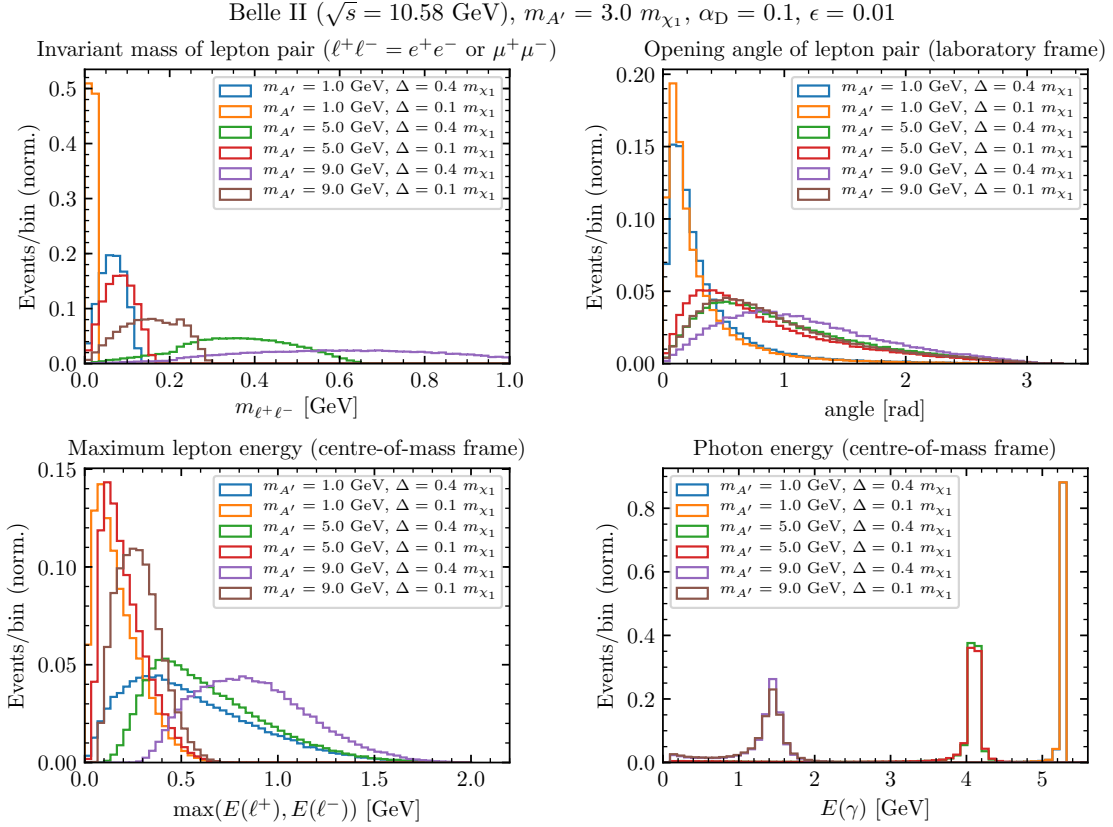 Belle II (√s = 10.58 GeV), m_A′ = 3.0 m_χ₁, α_D = 0.1, ϵ = 0.01
Invariant mass of lepton pair (ℓ⁺ℓ⁻ = e⁺e⁻ or μ⁺μ⁻)
Events/bin (norm.)
0.5
0.4
0.3
0.2
0.1
0.0
m_A′ = 1.0 GeV, Δ = 0.4 m_χ₁
m_A′ = 1.0 GeV, Δ = 0.1 m_χ₁
m_A′ = 5.0 GeV, Δ = 0.4 m_χ₁
m_A′ = 5.0 GeV, Δ = 0.1 m_χ₁
m_A′ = 9.0 GeV, Δ = 0.4 m_χ₁
m_A′ = 9.0 GeV, Δ = 0.1 m_χ₁
0.0 0.2 0.4 0.6 0.8 1.0
m_ℓ⁺ℓ⁻ [GeV]
Opening angle of lepton pair (laboratory frame)
Events/bin (norm.)
0.20
0.15
0.10
0.05
0.00
m_A′ = 1.0 GeV, Δ = 0.4 m_χ₁
m_A′ = 1.0 GeV, Δ = 0.1 m_χ₁
m_A′ = 5.0 GeV, Δ = 0.4 m_χ₁
m_A′ = 5.0 GeV, Δ = 0.1 m_χ₁
m_A′ = 9.0 GeV, Δ = 0.4 m_χ₁
m_A′ = 9.0 GeV, Δ = 0.1 m_χ₁
0 1 2 3
angle [rad]
Maximum lepton energy (centre-of-mass frame)
Events/bin (norm.)
0.15
0.10
0.05
0.00
m_A′ = 1.0 GeV, Δ = 0.4 m_χ₁
m_A′ = 1.0 GeV, Δ = 0.1 m_χ₁
m_A′ = 5.0 GeV, Δ = 0.4 m_χ₁
m_A′ = 5.0 GeV, Δ = 0.1 m_χ₁
m_A′ = 9.0 GeV, Δ = 0.4 m_χ₁
m_A′ = 9.0 GeV, Δ = 0.1 m_χ₁
0.0 0.5 1.0 1.5 2.0
max(E(ℓ⁺), E(ℓ⁻)) [GeV]
Photon energy (centre-of-mass frame)
Events/bin (norm.)
0.8
0.6
0.4
0.2
0.0
m_A′ = 1.0 GeV, Δ = 0.4 m_χ₁
m_A′ = 1.0 GeV, Δ = 0.1 m_χ₁
m_A′ = 5.0 GeV, Δ = 0.4 m_χ₁
m_A′ = 5.0 GeV, Δ = 0.1 m_χ₁
m_A′ = 9.0 GeV, Δ = 0.4 m_χ₁
m_A′ = 9.0 GeV, Δ = 0.1 m_χ₁
0 1 2 3 4 5
E(γ) [GeV]